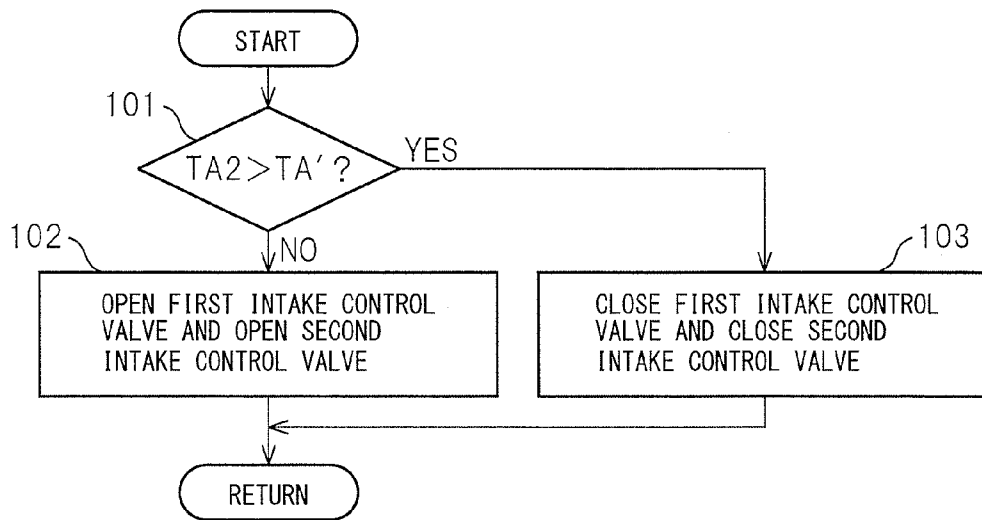 START
101
TA2>TA′?
YES
NO
102
OPEN FIRST INTAKE CONTROL
VALVE AND OPEN SECOND
INTAKE CONTROL VALVE
103
CLOSE FIRST INTAKE CONTROL
VALVE AND CLOSE SECOND
INTAKE CONTROL VALVE
RETURN